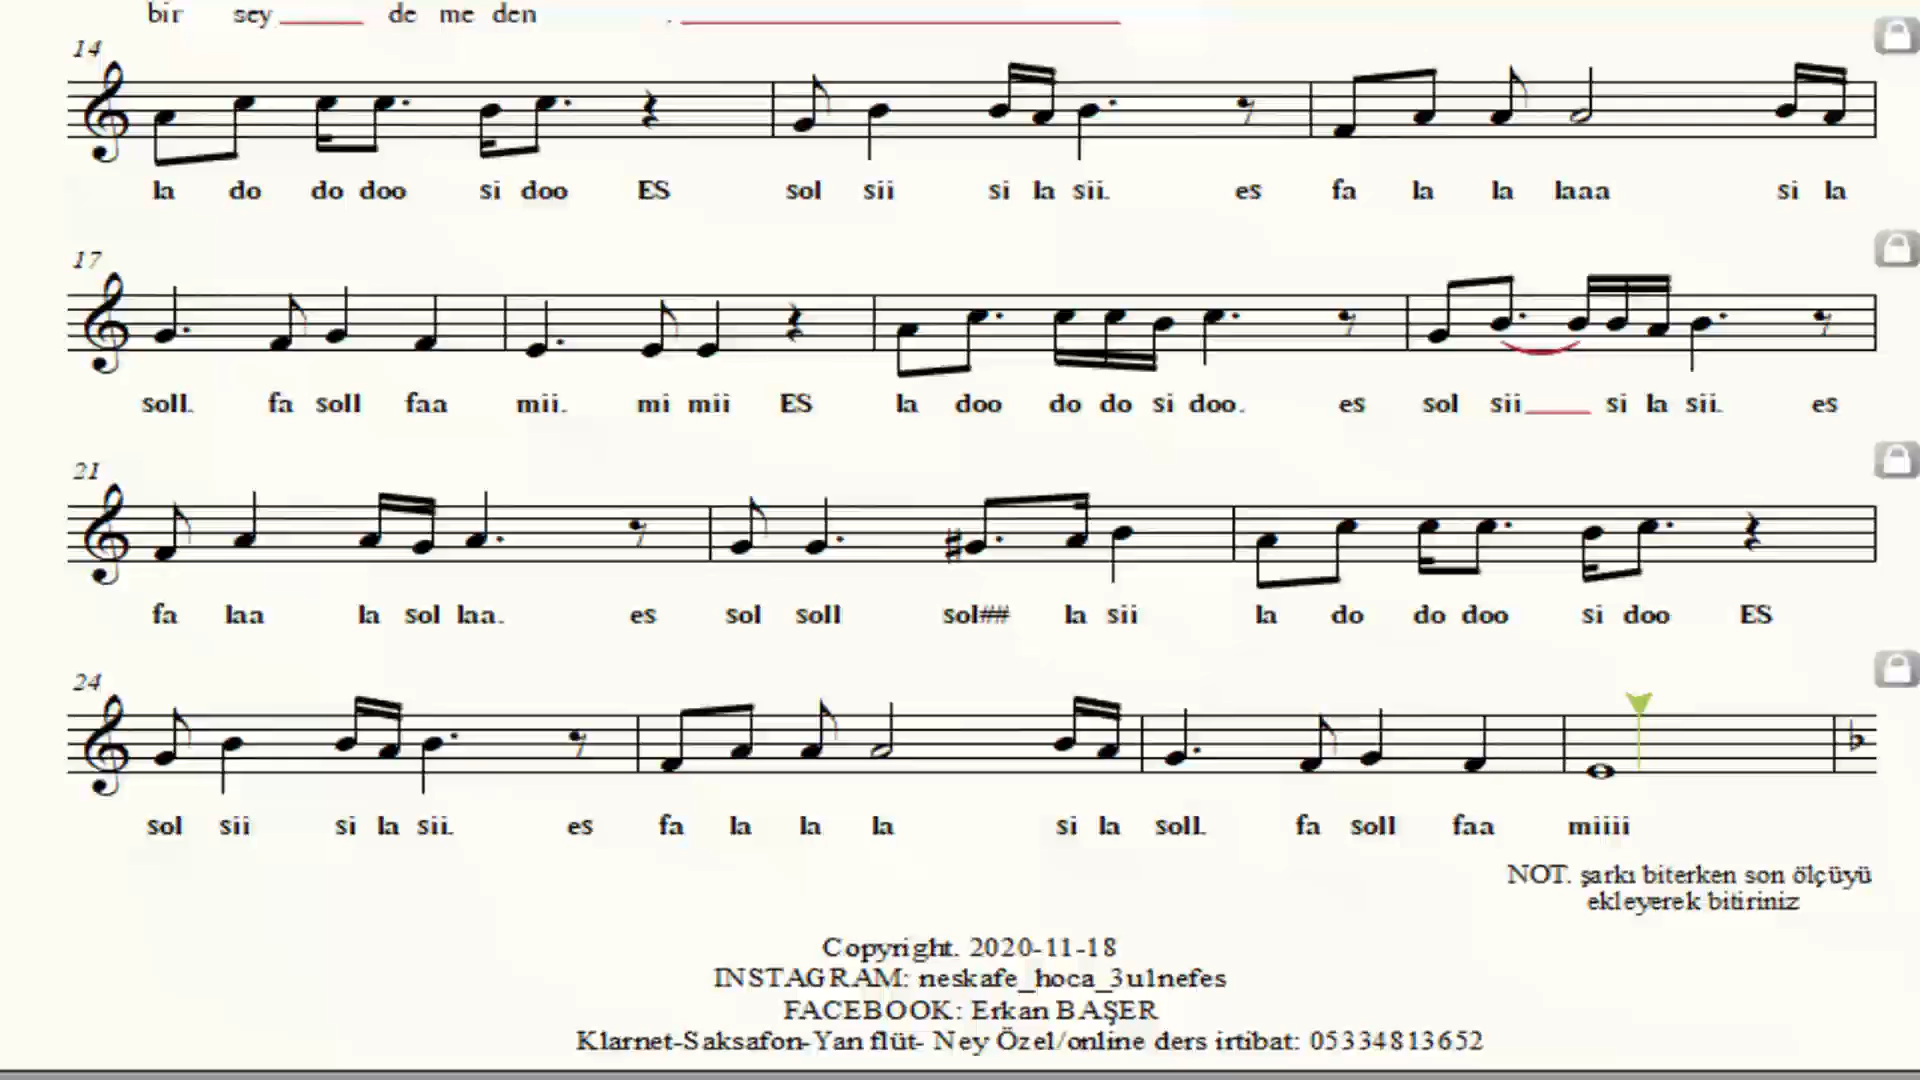 bir sey de me den
14
la do do doo si doo ES sol sii si la sii. es fa la la laaa si la
17
soll. fa soll faa mii. mi mii ES la doo do do si doo. es sol sii si la sii. es
21
fa laa la sol laa. es sol soll sol## la sii la do do doo si doo ES
24
sol sii si la sii. es fa la la la si la soll. fa soll faa miiii
NOT. şarkı biterken son ölçüyü
ekleyerek bitiriniz
Copyright. 2020-11-18
INSTAGRAM: neskafe_hoca_3u1nefes
FACEBOOK: Erkan BAŞER
Klarnet-Saksafon-Yan flüt- Ney Özel/online ders irtibat: 05334813652